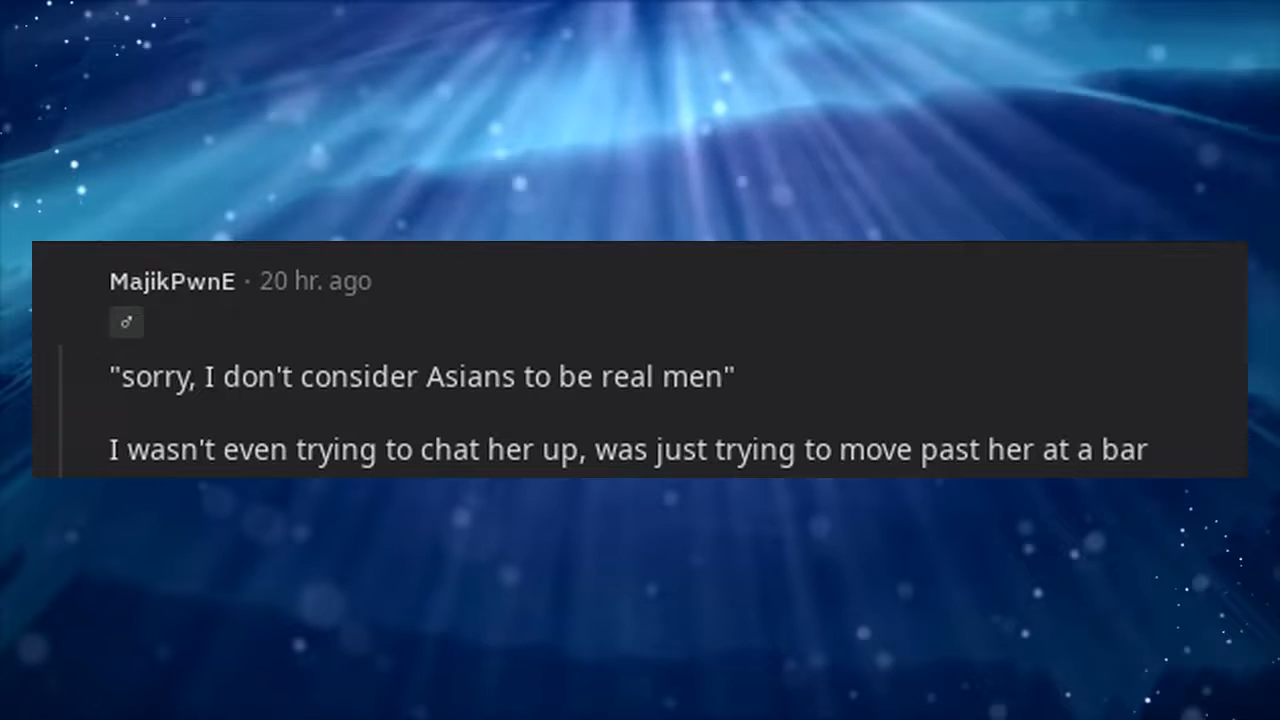 MajikPwnE · 20 hr. ago
♂
"sorry, I don't consider Asians to be real men"
I wasn't even trying to chat her up, was just trying to move past her at a bar